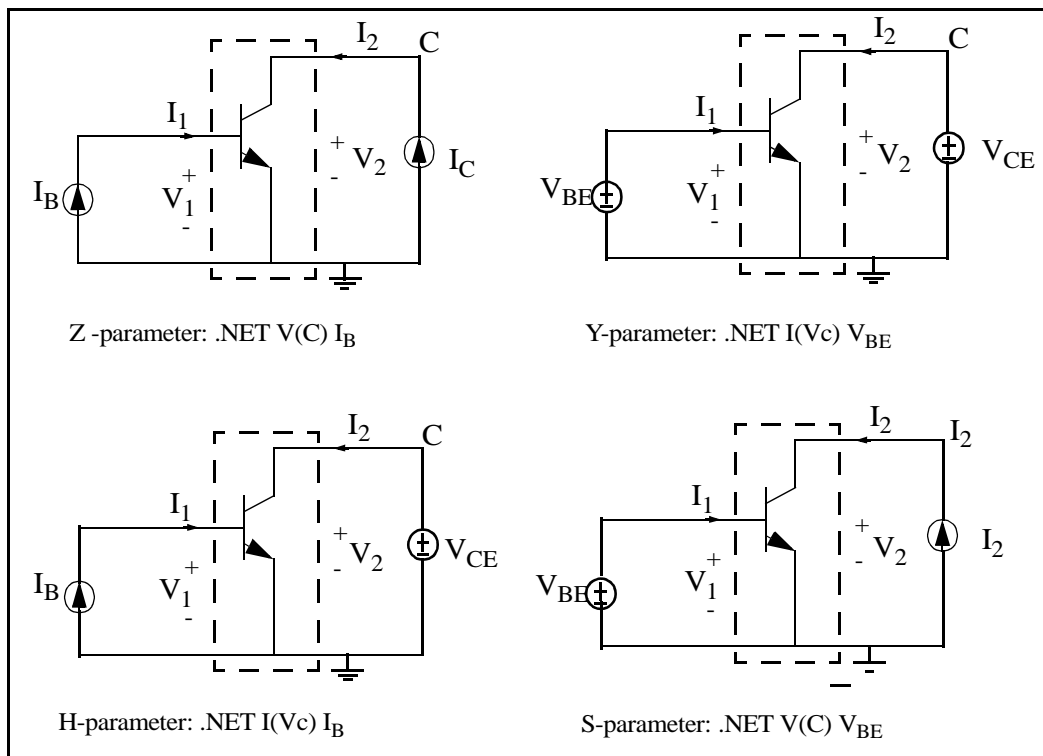 I2 C
I1
+
V2
-
IC
IB
V1
+
-
Z -parameter: .NET V(C) IB
I2 C
I1
+
V2
-
VCE
VBE
V1
+
-
Y-parameter: .NET I(Vc) VBE
I2 C
I1
+
V2
-
VCE
IB
V1
+
-
H-parameter: .NET I(Vc) IB
I2 I2
I1
+
V2
-
I2
VBE
V1
+
-
S-parameter: .NET V(C) VBE